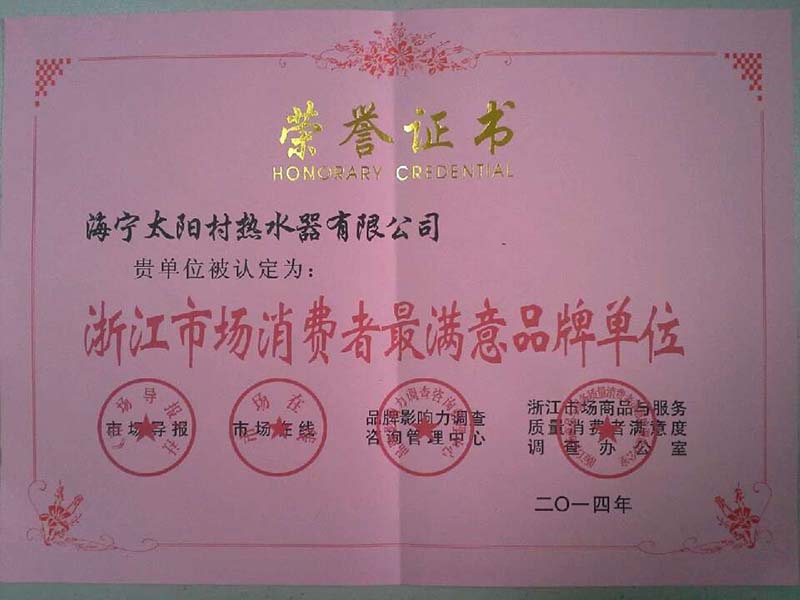 荣誉证书
HONORARY CREDENTIAL
海宁太阳村热水器有限公司
贵单位被认定为：
浙江市场消费者最满意品牌单位
市场导报
市场在线
品牌影响力调查
咨询管理中心
浙江市场商品与服务
质量消费者满意度
调查办公室
二〇一四年